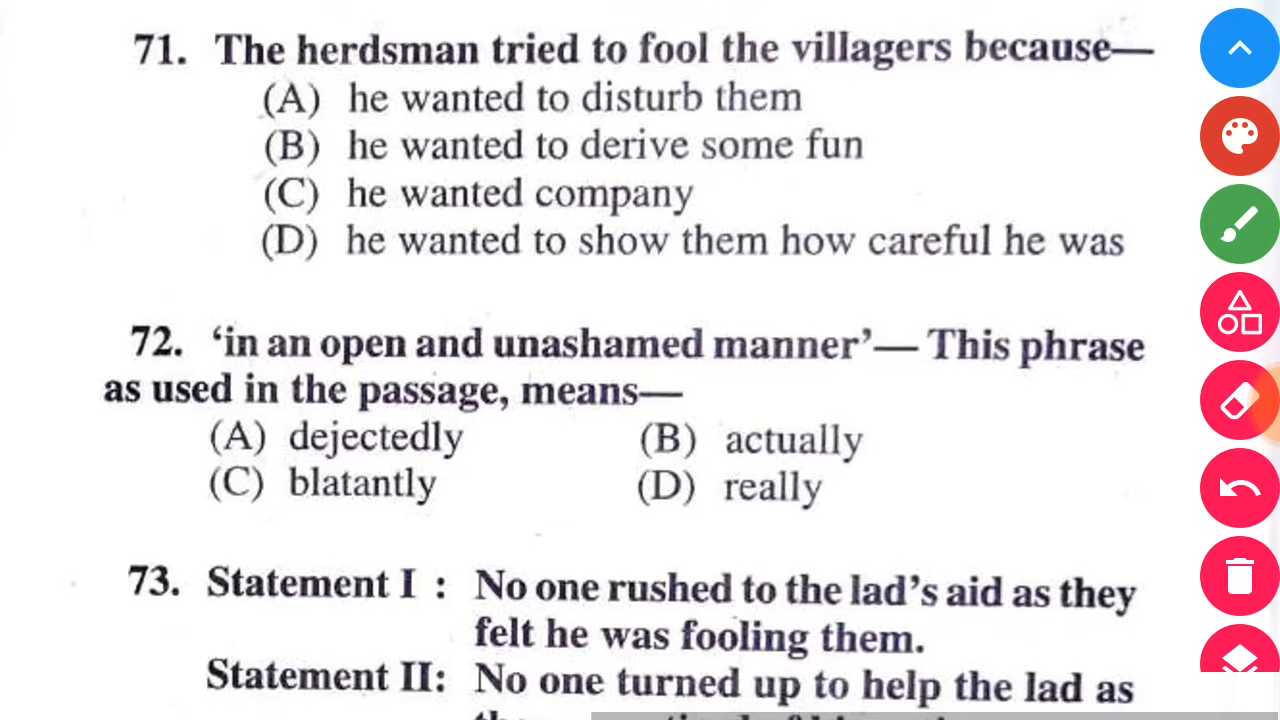 71. The herdsman tried to fool the villagers because—
(A) he wanted to disturb them
(B) he wanted to derive some fun
(C) he wanted company
(D) he wanted to show them how careful he was
72. ‘in an open and unashamed manner’— This phrase
as used in the passage, means—
(A) dejectedly (B) actually
(C) blatantly (D) really
73. Statement I : No one rushed to the lad’s aid as they
felt he was fooling them.
Statement II: No one turned up to help the lad as